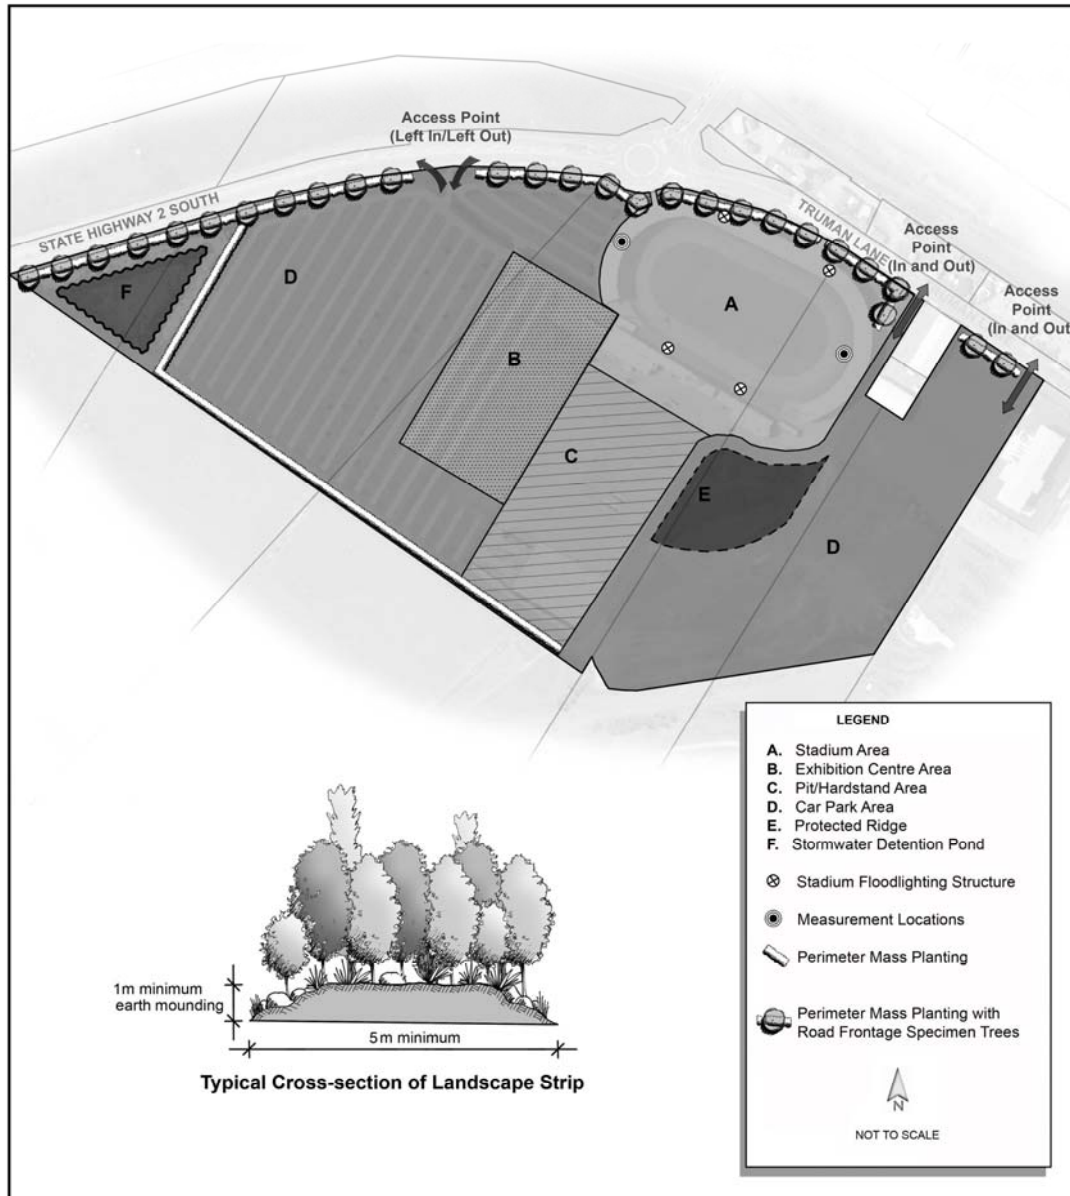 Access Point
(Left In/Left Out)
STATE HIGHWAY 2 SOUTH
TRUMAN LANE
Access
Point
(In and Out)
Access
Point
(In and Out)
F
D
A
B
C
E
D
LEGEND
A. Stadium Area
B. Exhibition Centre Area
C. Pit/Hardstand Area
D. Car Park Area
E. Protected Ridge
F. Stormwater Detention Pond
Stadium Floodlighting Structure
Measurement Locations
Perimeter Mass Planting
Perimeter Mass Planting with
Road Frontage Specimen Trees
N
NOT TO SCALE
1m minimum
earth mounding
5m minimum
Typical Cross-section of Landscape Strip